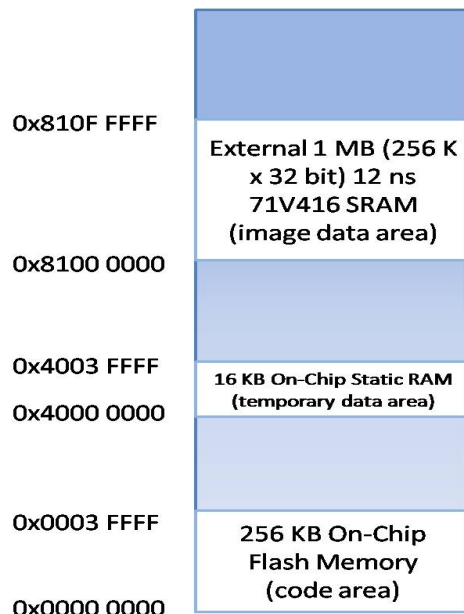 0x810F FFFF
External 1 MB (256 K
x 32 bit) 12 ns
71V416 SRAM
(image data area)
0x8100 0000
0x4003 FFFF
16 KB On-Chip Static RAM
(temporary data area)
0x4000 0000
0x0003 FFFF
256 KB On-Chip
Flash Memory
(code area)
0x0000 0000